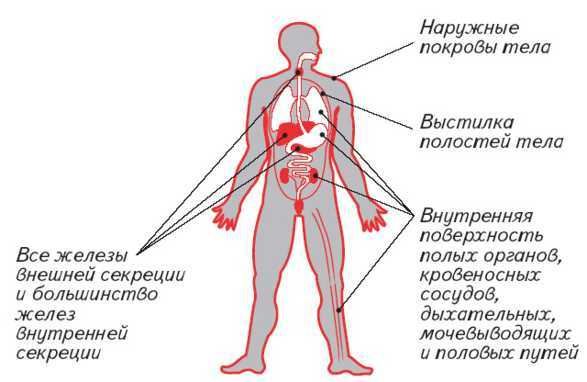 Наружные
покровы тела
Выстилка
полостей тела
Внутренняя
поверхность
полых органов,
кровеносных
сосудов,
дыхательных,
мочевыводящих
и половых путей
Все железы
внешней секреции
и большинство
желез
внутренней
секреции